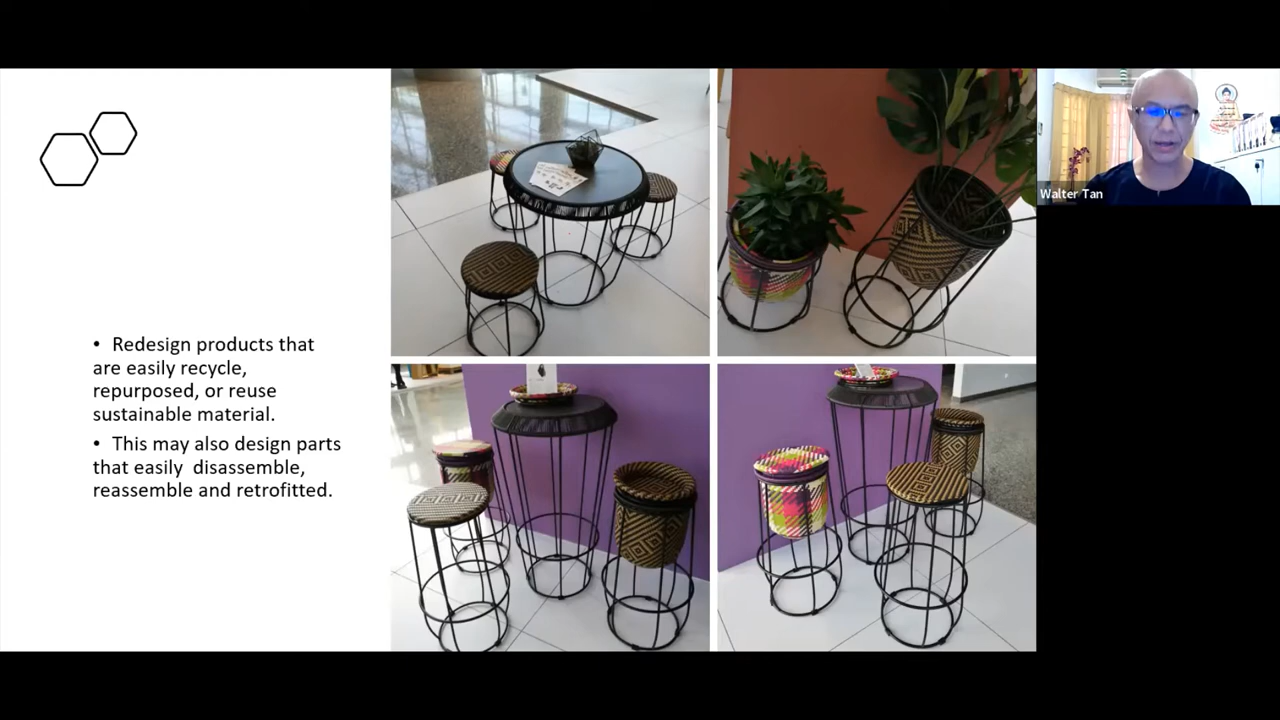 • Redesign products that
are easily recycle,
repurposed, or reuse
sustainable material.
• This may also design parts
that easily disassemble,
reassemble and retrofitted.
Walter Tan